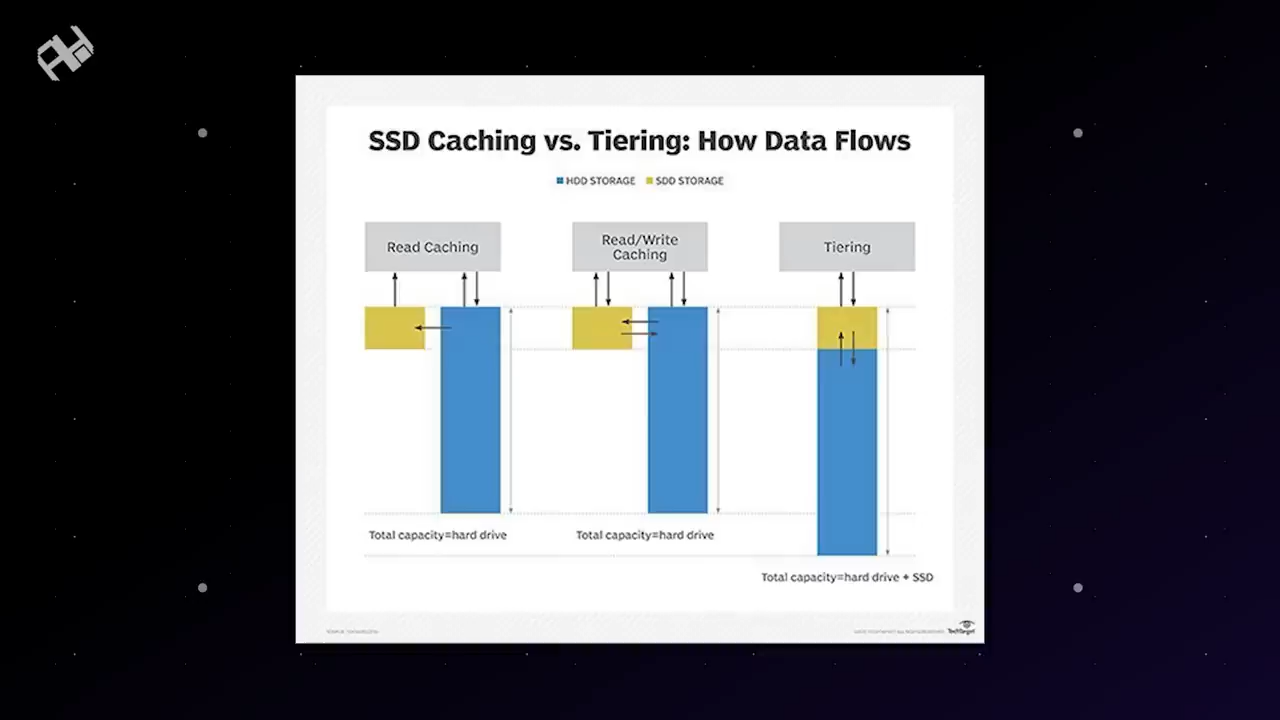 SSD Caching vs. Tiering: How Data Flows
HDD STORAGE SDD STORAGE
Read Caching
Read/Write
Caching
Tiering
Total capacity=hard drive
Total capacity=hard drive
Total capacity=hard drive + SSD
TechTarget